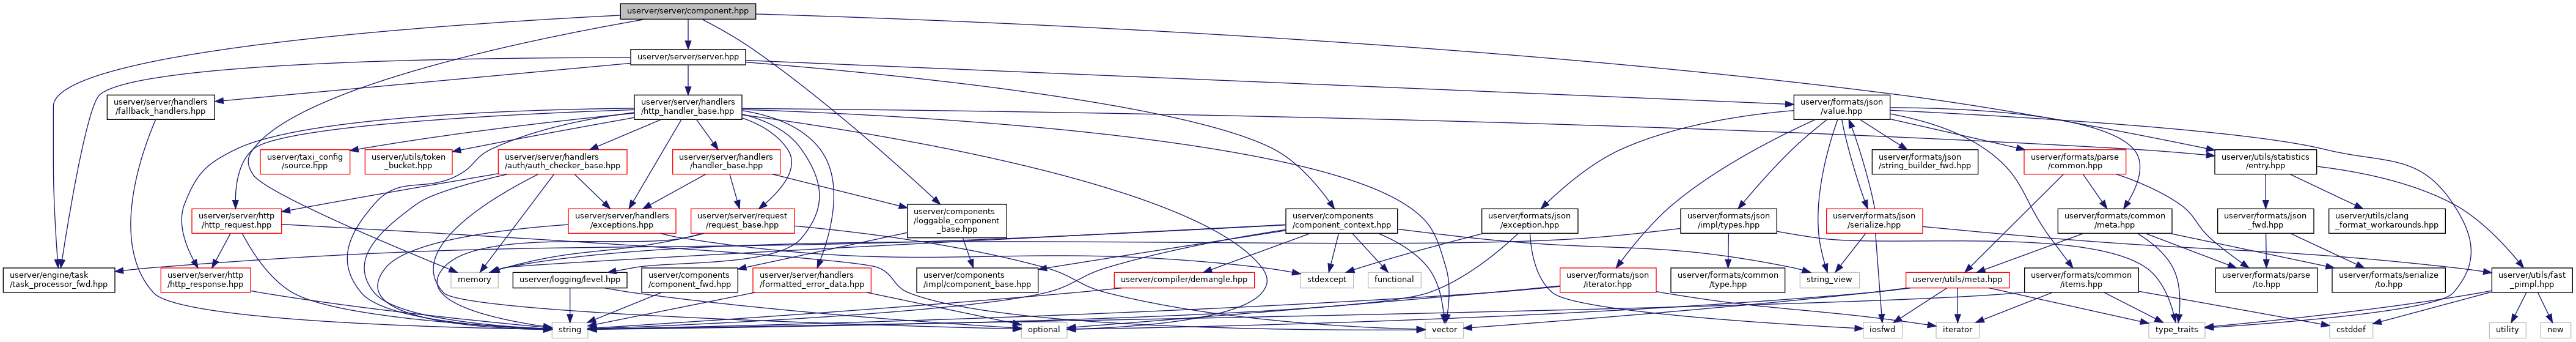 userver/server/component.hpp
userver/server/server.hpp
userver/server/handlers
/fallback_handlers.hpp
userver/server/handlers
/http_handler_base.hpp
userver/formats/json
/value.hpp
userver/taxi_config
/source.hpp
userver/utils/token
_bucket.hpp
userver/server/handlers
/auth/auth_checker_base.hpp
userver/server/handlers
/handler_base.hpp
userver/formats/json
/string_builder_fwd.hpp
userver/formats/parse
/common.hpp
userver/utils/statistics
/entry.hpp
userver/server/http
/http_request.hpp
userver/server/handlers
/exceptions.hpp
userver/server/request
/request_base.hpp
userver/components
/loggable_component
_base.hpp
userver/components
/component_context.hpp
userver/formats/json
/exception.hpp
userver/formats/json
/impl/types.hpp
userver/formats/json
/serialize.hpp
userver/formats/common
/meta.hpp
userver/formats/json
_fwd.hpp
userver/utils/clang
_format_workarounds.hpp
userver/engine/task
/task_processor_fwd.hpp
userver/server/http
/http_response.hpp
memory
userver/logging/level.hpp
userver/components
/component_fwd.hpp
userver/server/handlers
/formatted_error_data.hpp
userver/components
/impl/component_base.hpp
userver/compiler/demangle.hpp
stdexcept
functional
userver/formats/json
/iterator.hpp
userver/formats/common
/type.hpp
string_view
userver/utils/meta.hpp
userver/formats/common
/items.hpp
userver/formats/parse
/to.hpp
userver/formats/serialize
/to.hpp
userver/utils/fast
_pimpl.hpp
string
optional
vector
iosfwd
iterator
type_traits
cstddef
utility
new